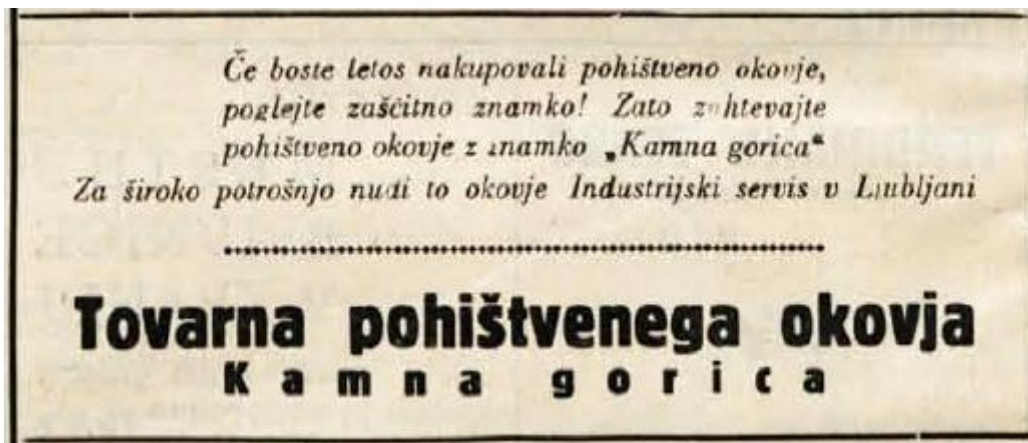 Če boste letos nakupovali pohištveno okovje,
poglejte zaščitno znamko! Zato zahtevajte
pohištveno okovje z znamko „Kamna gorica“
Za široko potrošnjo nudi to okovje Industrijski servis v Ljubljani
Tovarna pohištvenega okovja
Kamna gorica